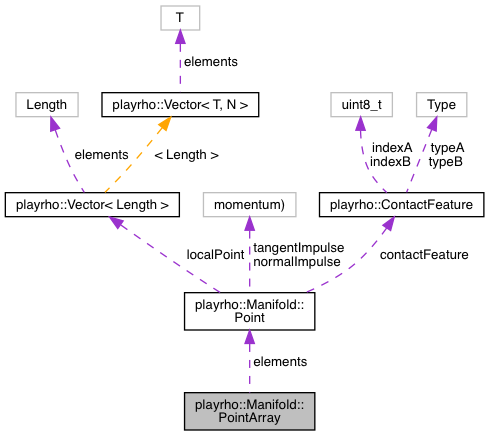 T
elements
playrho::Vector< T, N >
Length
uint8_t
Type
elements
< Length >
indexA
indexB
typeA
typeB
playrho::Vector< Length >
momentum)
playrho::ContactFeature
localPoint
tangentImpulse
normalImpulse
contactFeature
playrho::Manifold::
Point
elements
playrho::Manifold::
PointArray